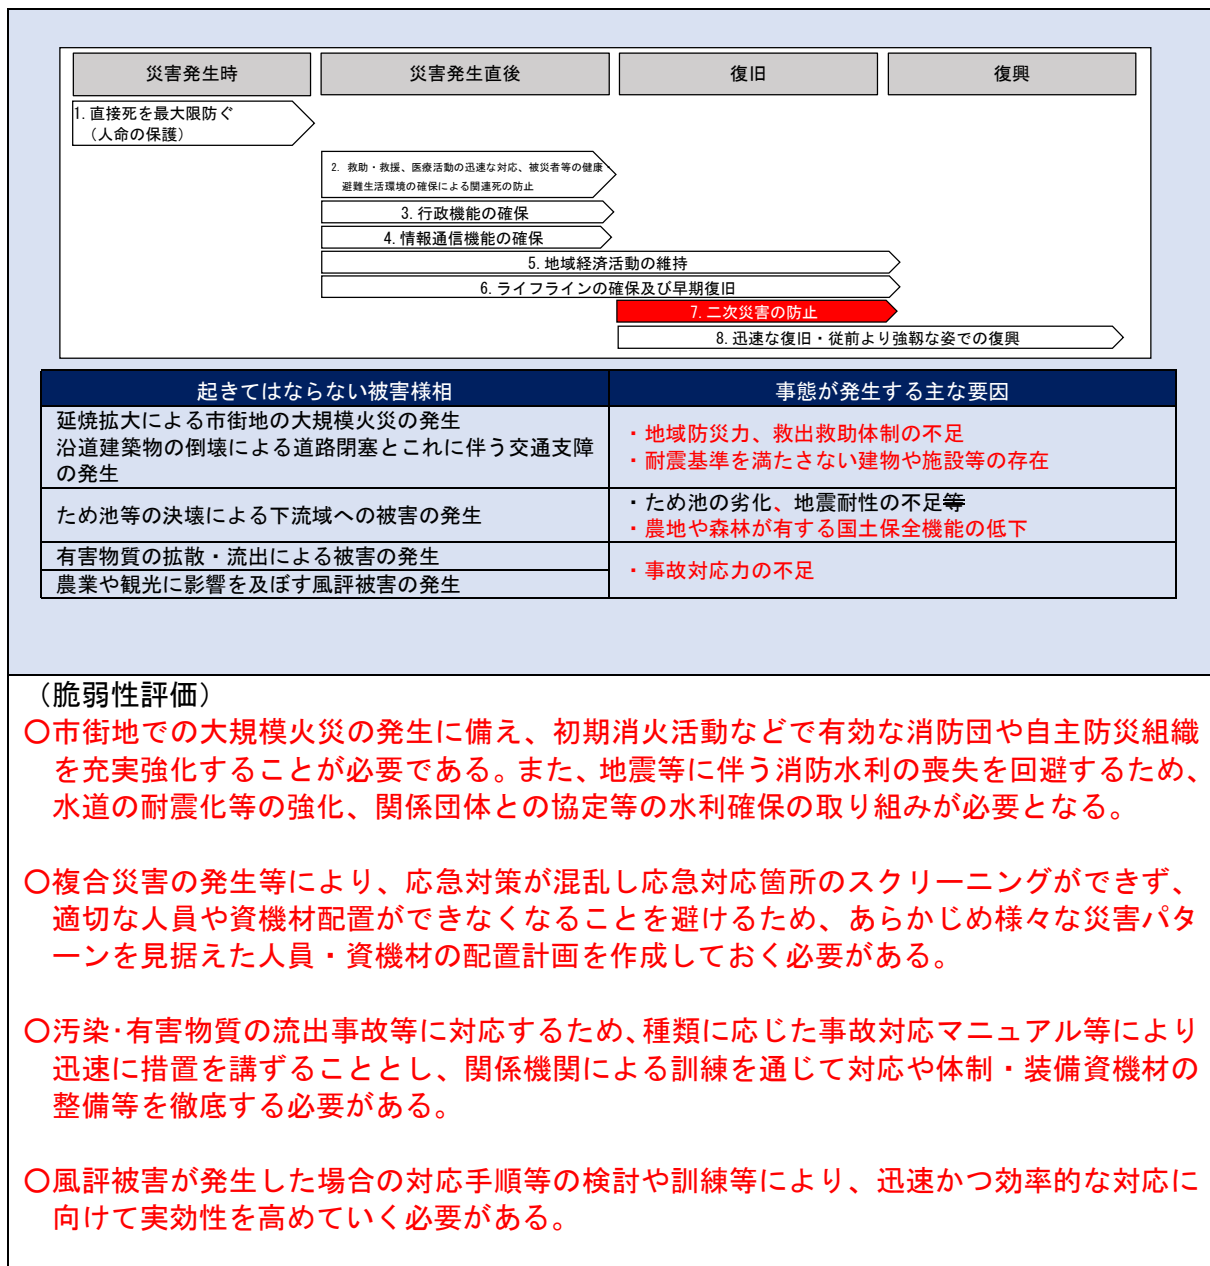 災害発生時
災害発生直後
復旧
復興
1. 直接死を最大限防ぐ
（人命の保護）
2. 救助・救援、医療活動の迅速な対応、被災者等の健康・
避難生活環境の確保による関連死の防止
3. 行政機能の確保
4. 情報通信機能の確保
5. 地域経済活動の維持
6. ライフラインの確保及び早期復旧
7. 二次災害の防止
8. 迅速な復旧・従前より強靱な姿での復興
起きてはならない被害様相
事態が発生する主な要因
延焼拡大による市街地の大規模火災の発生
沿道建築物の倒壊による道路閉塞とこれに伴う交通支障
の発生
・地域防災力、救出救助体制の不足
・耐震基準を満たさない建物や施設等の存在
ため池等の決壊による下流域への被害の発生
・ため池の劣化、地震耐性の不足等
・農地や森林が有する国土保全機能の低下
有害物質の拡散・流出による被害の発生
農業や観光に影響を及ぼす風評被害の発生
・事故対応力の不足
（脆弱性評価）
〇市街地での大規模火災の発生に備え、初期消火活動などで有効な消防団や自主防災組織
を充実強化することが必要である。また、地震等に伴う消防水利の喪失を回避するため、
水道の耐震化等の強化、関係団体との協定等の水利確保の取り組みが必要となる。
〇複合災害の発生等により、応急対策が混乱し応急対応箇所のスクリーニングができず、
適切な人員や資機材配置ができなくなることを避けるため、あらかじめ様々な災害パタ
ーンを見据えた人員・資機材の配置計画を作成しておく必要がある。
〇汚染・有害物質の流出事故等に対応するため、種類に応じた事故対応マニュアル等により
迅速に措置を講ずることとし、関係機関による訓練を通じて対応や体制・装備資機材の
整備等を徹底する必要がある。
〇風評被害が発生した場合の対応手順等の検討や訓練等により、迅速かつ効率的な対応に
向けて実効性を高めていく必要がある。